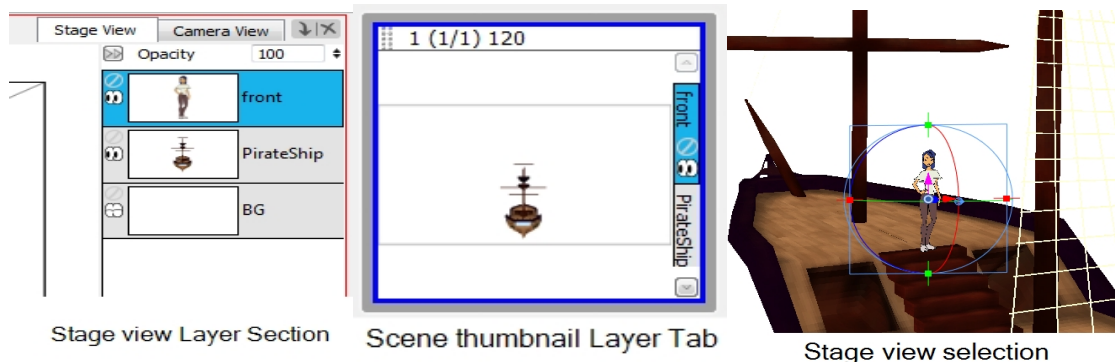 Stage View
Camera View
Opacity 100
front
PirateShip
BG
Stage view Layer Section
1 (1/1) 120
front
PirateShip
Scene thumbnail Layer Tab
Stage view selection